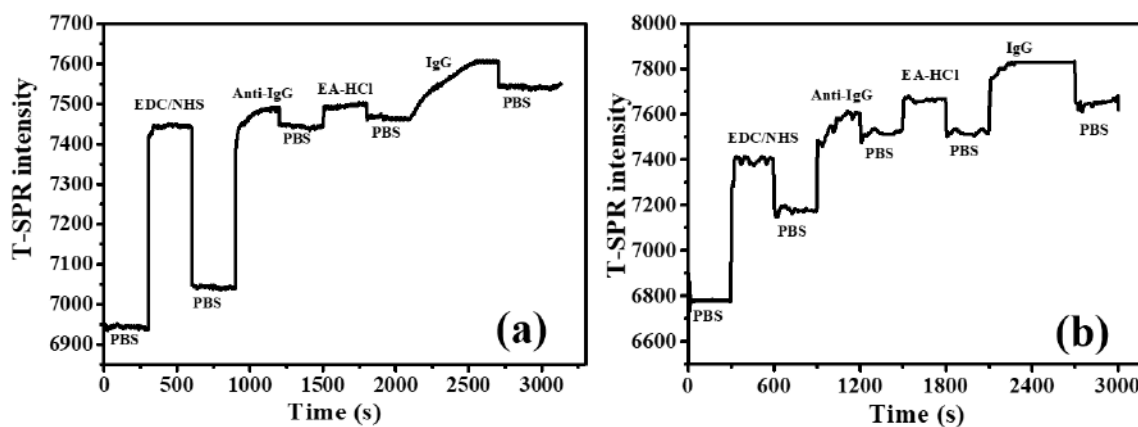 7700
7600
7500
7400
7300
7200
7100
7000
6900
T-SPR intensity
PBS
EDC/NHS
PBS
Anti-IgG
PBS
EA-HCl
PBS
IgG
PBS
(a)
0 500 1000 1500 2000 2500 3000
Time (s)
8000
7800
7600
7400
7200
7000
6800
6600
T-SPR intensity
PBS
EDC/NHS
PBS
Anti-IgG
PBS
EA-HCl
PBS
IgG
PBS
(b)
0 600 1200 1800 2400 3000
Time (s)